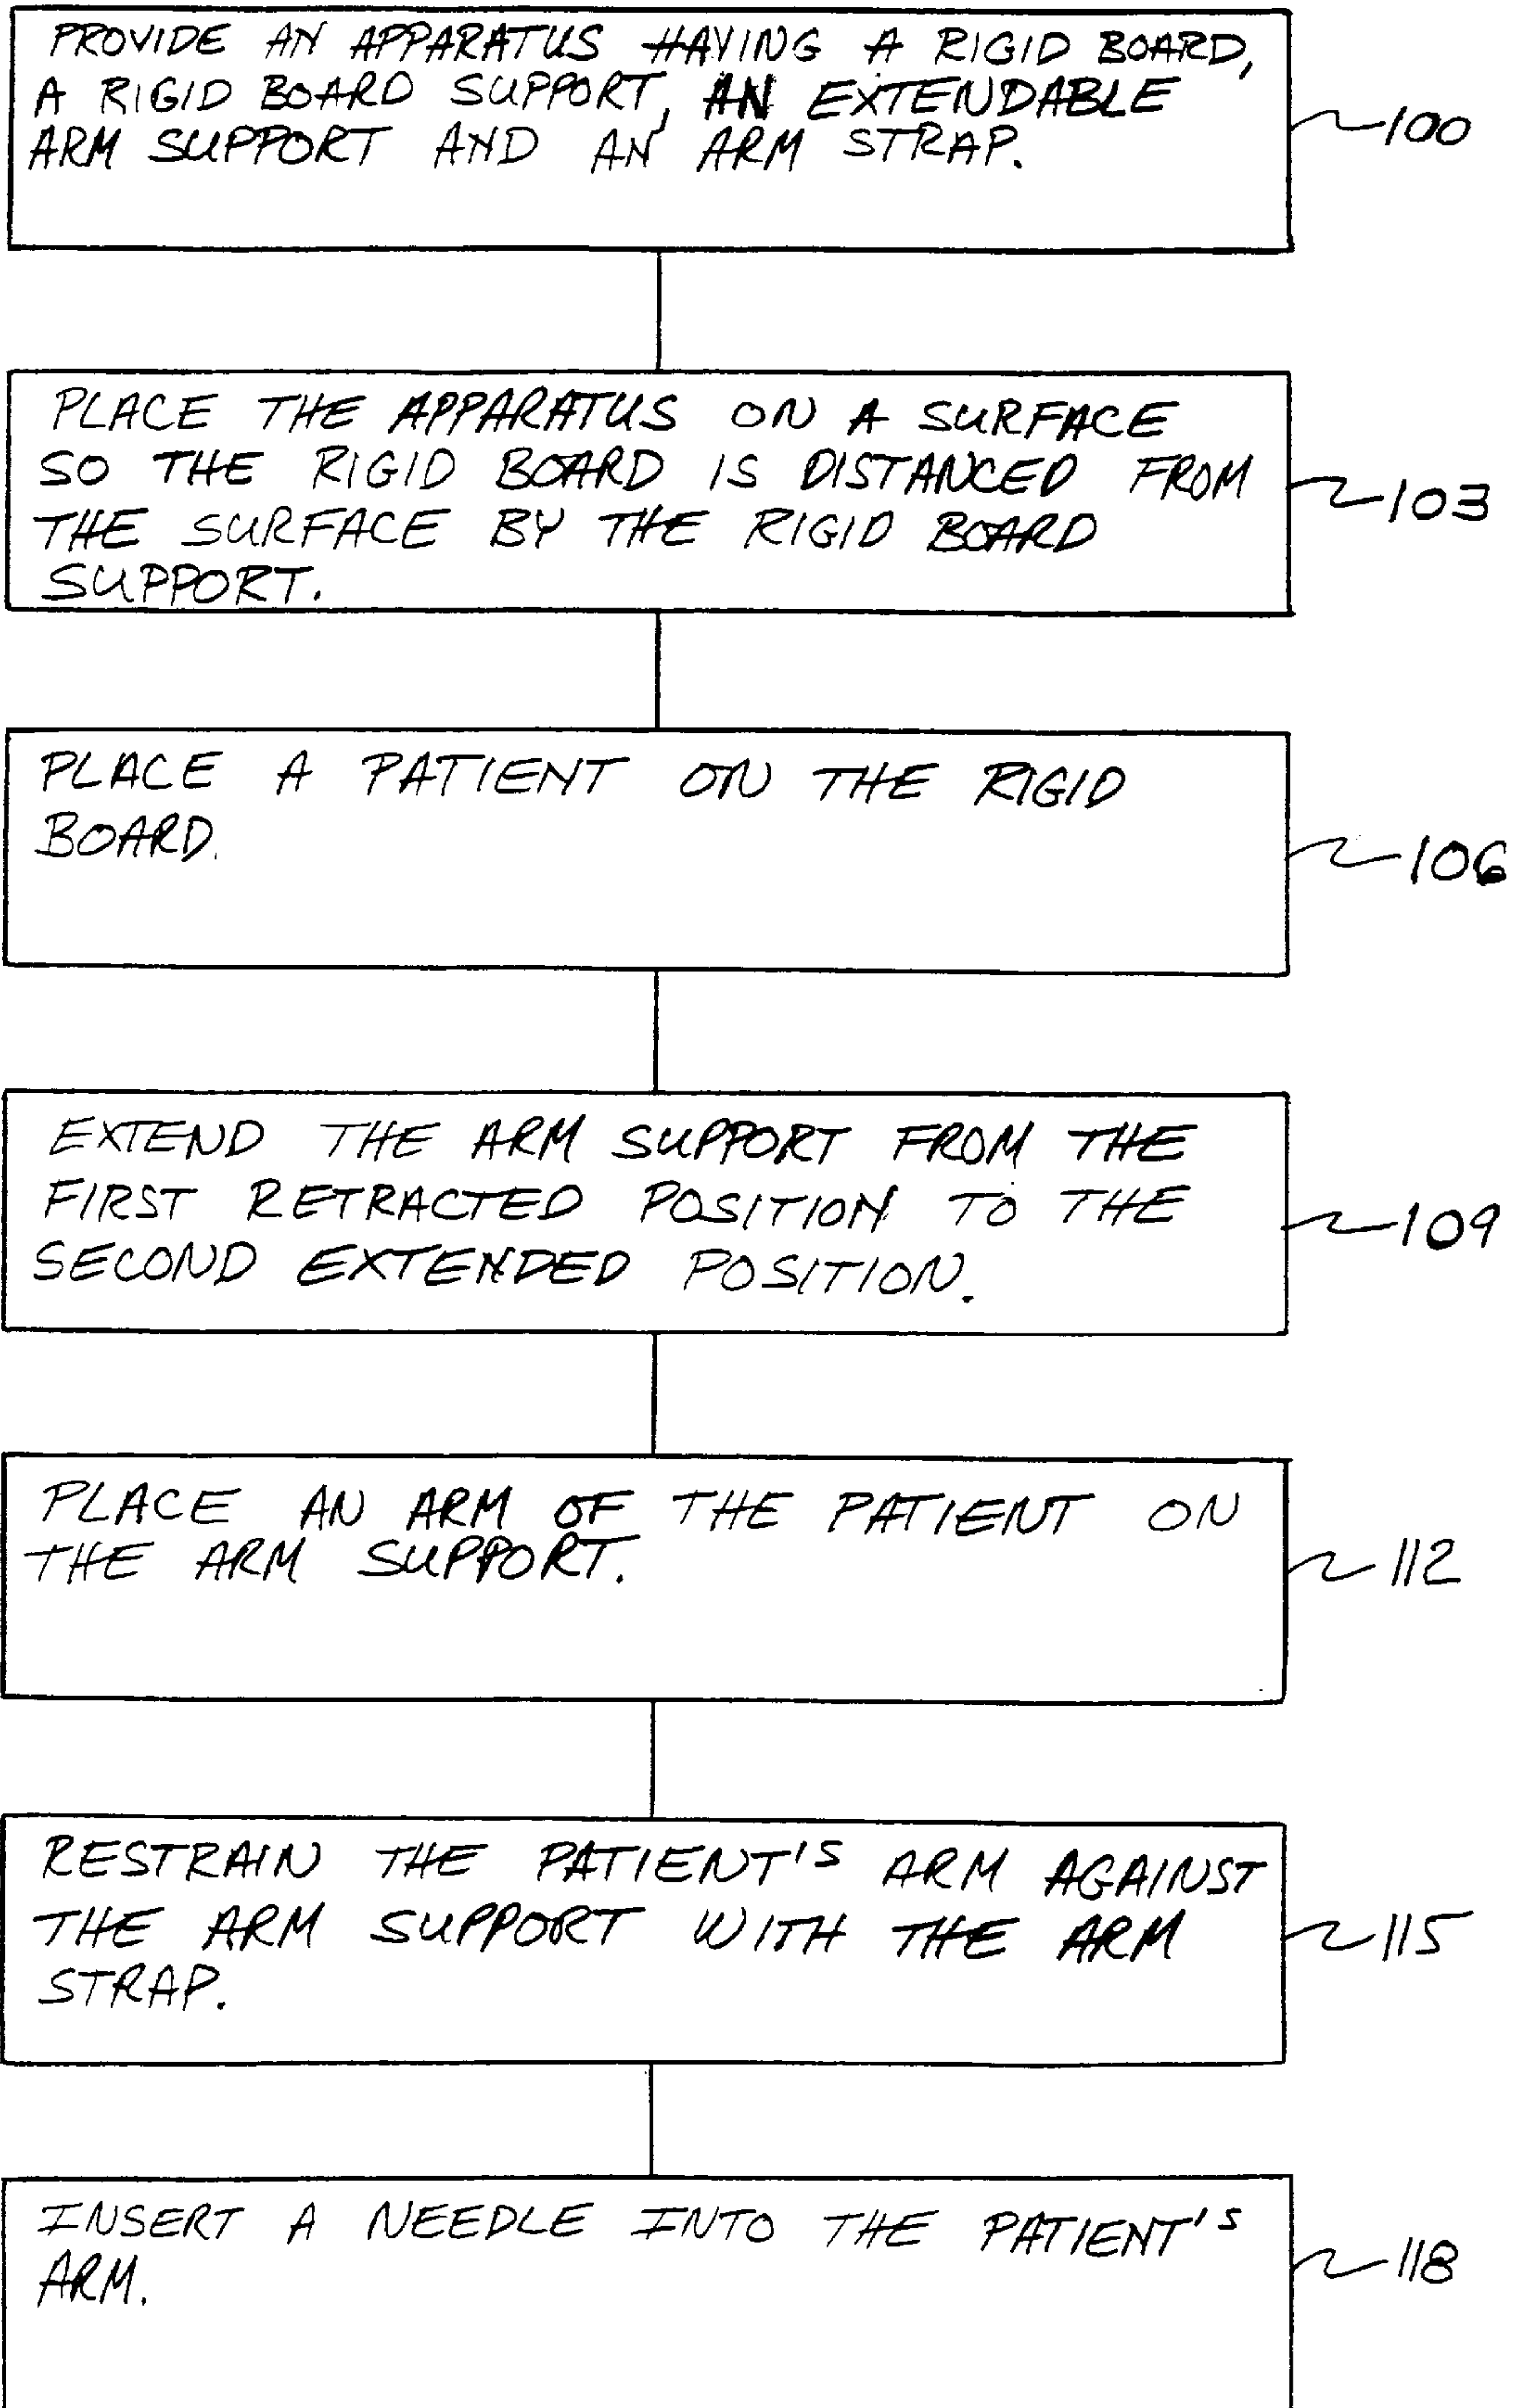 PROVIDE AN APPARATUS HAVING A RIGID BOARD,
A RIGID BOARD SUPPORT, AN EXTENDABLE
ARM SUPPORT AND AN ARM STRAP.
100
PLACE THE APPARATUS ON A SURFACE
SO THE RIGID BOARD IS DISTANCED FROM
THE SURFACE BY THE RIGID BOARD
SUPPORT.
103
PLACE A PATIENT ON THE RIGID
BOARD.
106
EXTEND THE ARM SUPPORT FROM THE
FIRST RETRACTED POSITION TO THE
SECOND EXTENDED POSITION.
109
PLACE AN ARM OF THE PATIENT ON
THE ARM SUPPORT.
112
RESTRAIN THE PATIENT'S ARM AGAINST
THE ARM SUPPORT WITH THE ARM
STRAP.
115
INSERT A NEEDLE INTO THE PATIENT'S
ARM.
118